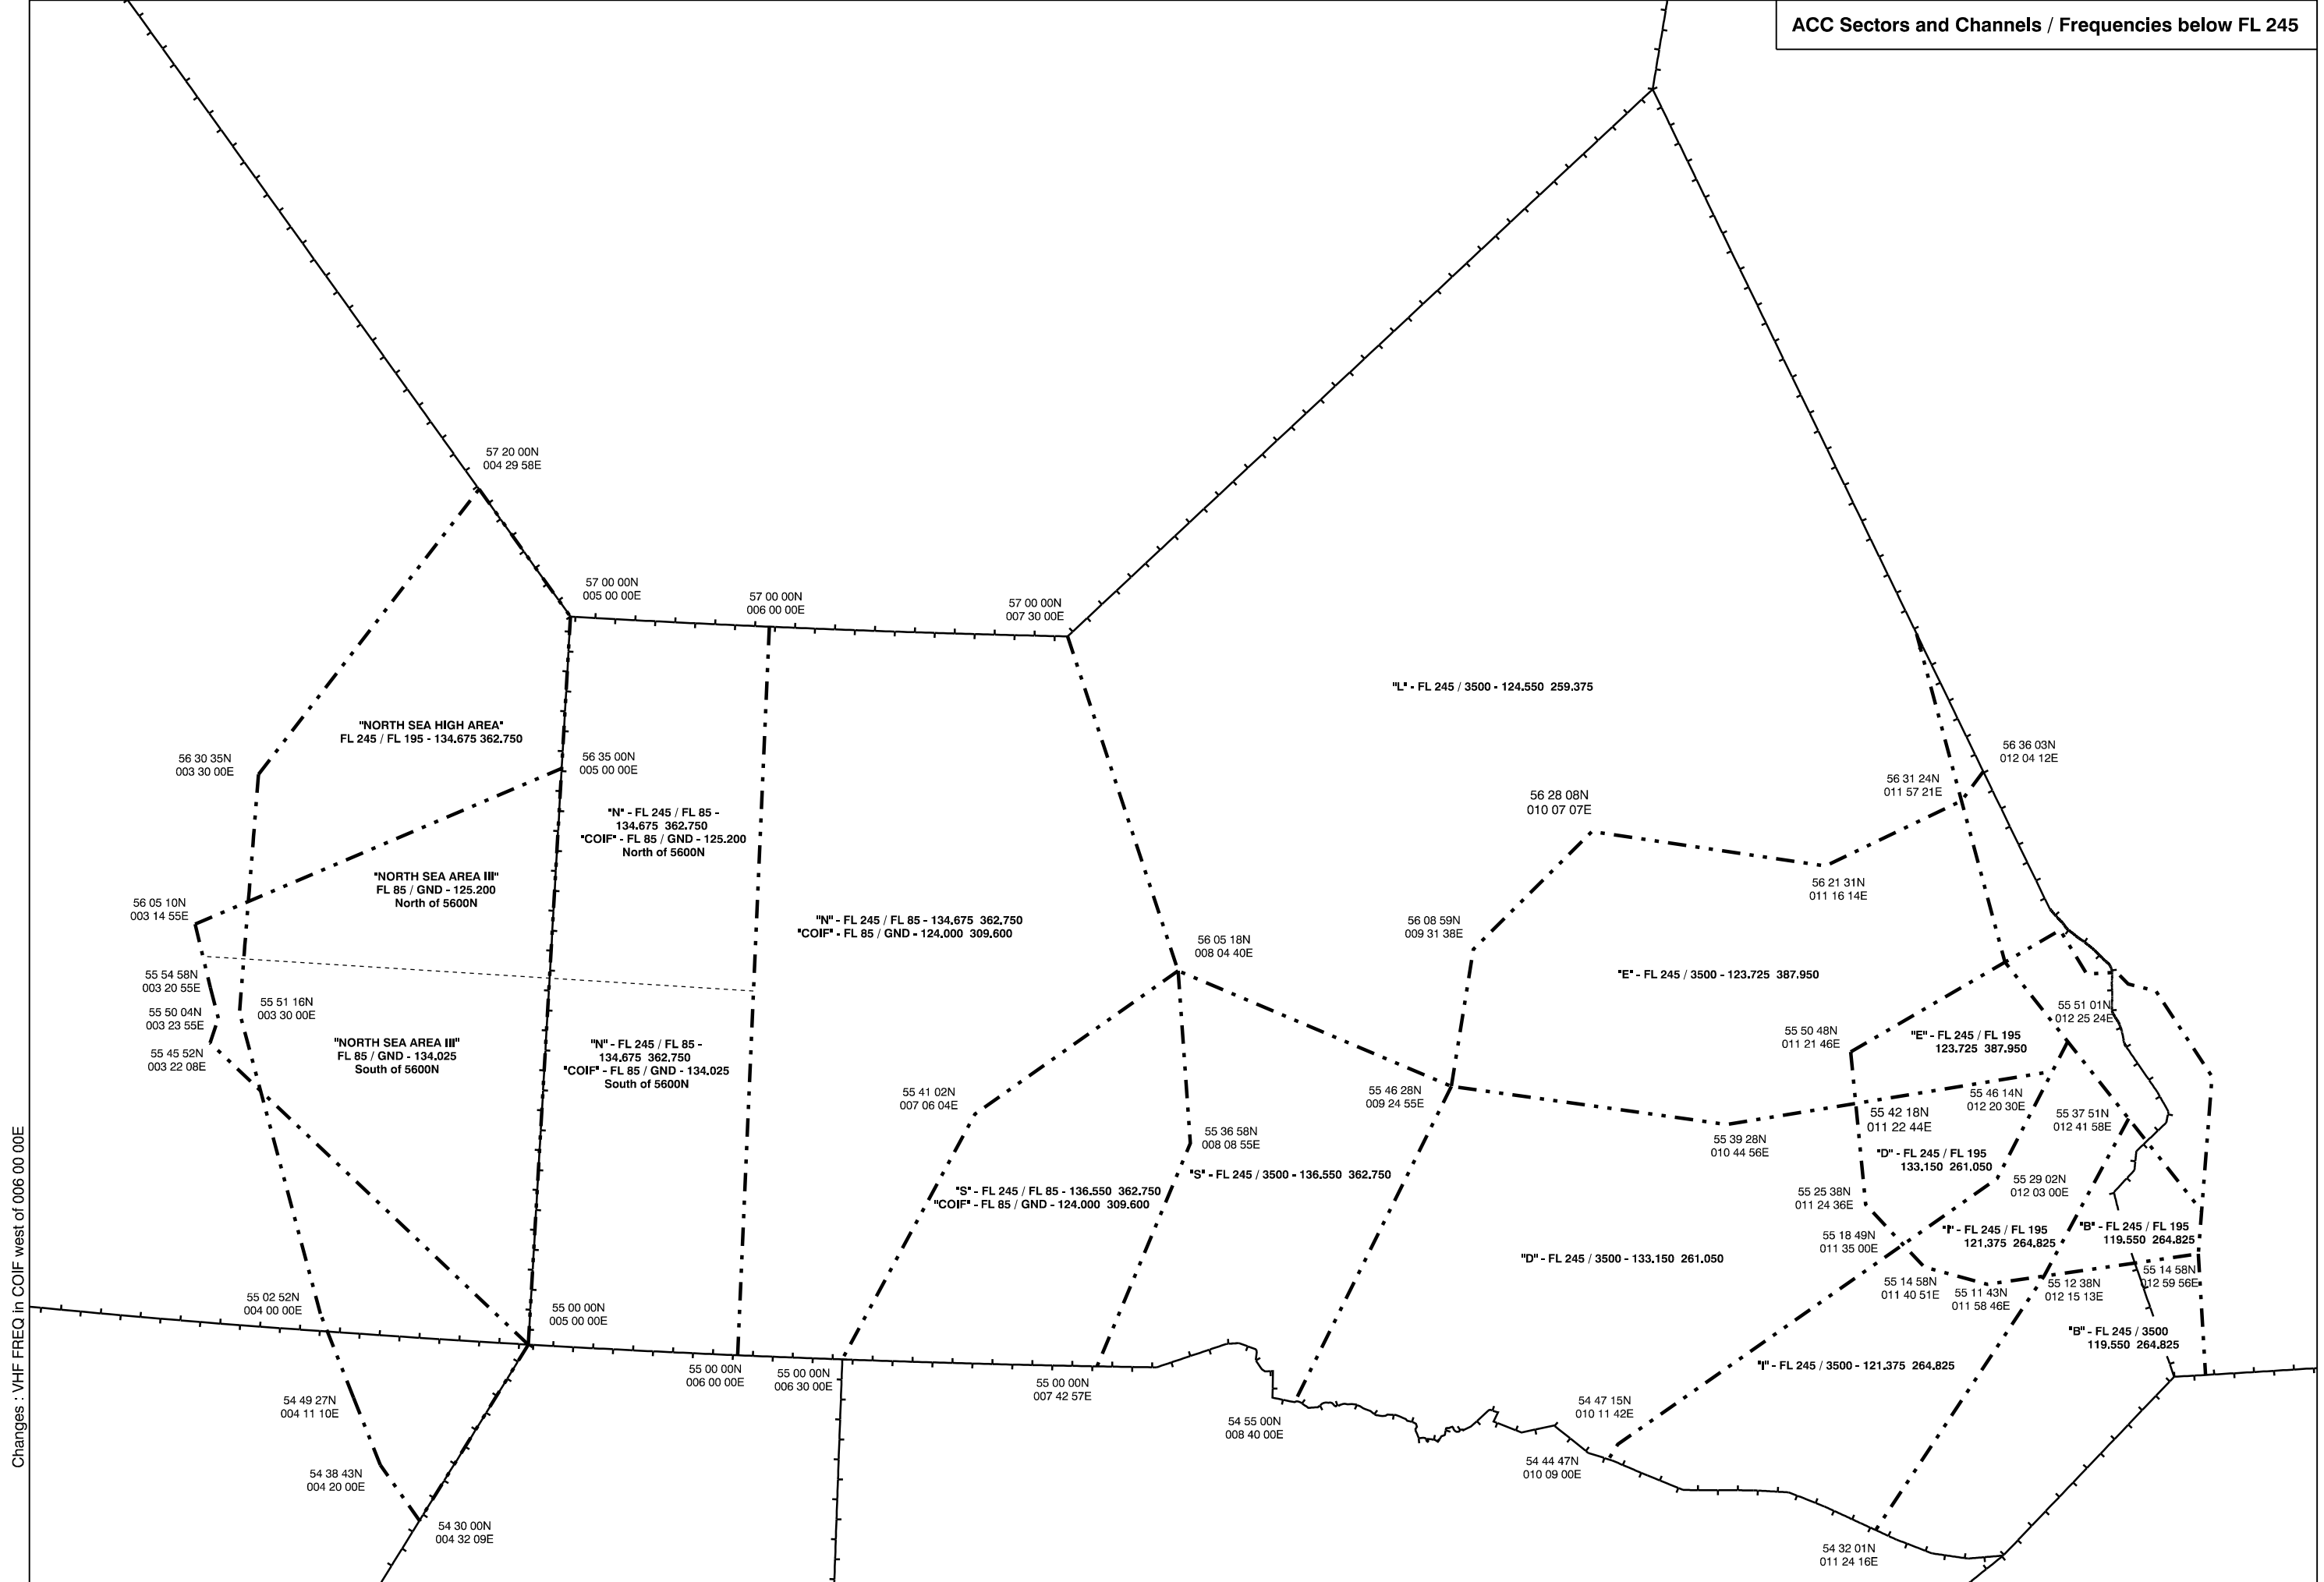 ACC Sectors and Channels / Frequencies below FL 245
57 20 00N
004 29 58E
57 00 00N
005 00 00E
57 00 00N
006 00 00E
57 00 00N
007 30 00E
"L" - FL 245 / 3500 - 124.550 259.375
"NORTH SEA HIGH AREA"
FL 245 / FL 195 - 134.675 362.750
56 30 35N
003 30 00E
56 35 00N
005 00 00E
56 36 03N
012 04 12E
56 31 24N
011 57 21E
56 28 08N
010 07 07E
"N" - FL 245 / FL 85 -
134.675 362.750
"COIF" - FL 85 / GND - 125.200
North of 5600N
"NORTH SEA AREA III"
FL 85 / GND - 125.200
North of 5600N
56 21 31N
011 16 14E
56 05 10N
003 14 55E
"N" - FL 245 / FL 85 - 134.675 362.750
"COIF" - FL 85 / GND - 124.000 309.600
56 08 59N
009 31 38E
56 05 18N
008 04 40E
"E" - FL 245 / 3500 - 123.725 387.950
55 54 58N
003 20 55E
55 51 16N
003 30 00E
55 50 04N
003 23 55E
55 45 52N
003 22 08E
"NORTH SEA AREA III"
FL 85 / GND - 134.025
South of 5600N
"N" - FL 245 / FL 85 -
134.675 362.750
"COIF" - FL 85 / GND - 134.025
South of 5600N
55 51 01N
012 25 24E
55 50 48N
011 21 46E
"E" - FL 245 / FL 195
123.725 387.950
55 41 02N
007 06 04E
55 46 28N
009 24 55E
55 46 14N
012 20 30E
55 42 18N
011 22 44E
55 37 51N
012 41 58E
55 36 58N
008 08 55E
55 39 28N
010 44 56E
"D" - FL 245 / FL 195
133.150 261.050
"S" - FL 245 / 3500 - 136.550 362.750
"S" - FL 245 / FL 85 - 136.550 362.750
"COIF" - FL 85 / GND - 124.000 309.600
55 29 02N
012 03 00E
55 25 38N
011 24 36E
"I" - FL 245 / FL 195
121.375 264.825
"B" - FL 245 / FL 195
119.550 264.825
55 18 49N
011 35 00E
"D" - FL 245 / 3500 - 133.150 261.050
55 14 58N
011 40 51E
55 11 43N
011 58 46E
55 12 38N
012 15 13E
55 14 58N
012 59 56E
55 02 52N
004 00 00E
55 00 00N
005 00 00E
"B" - FL 245 / 3500
119.550 264.825
55 00 00N
006 00 00E
55 00 00N
006 30 00E
55 00 00N
007 42 57E
"I" - FL 245 / 3500 - 121.375 264.825
54 49 27N
004 11 10E
54 55 00N
008 40 00E
54 47 15N
010 11 42E
54 38 43N
004 20 00E
54 44 47N
010 09 00E
54 30 00N
004 32 09E
54 32 01N
011 24 16E
Changes : VHF FREQ in COIF west of 006 00 00E